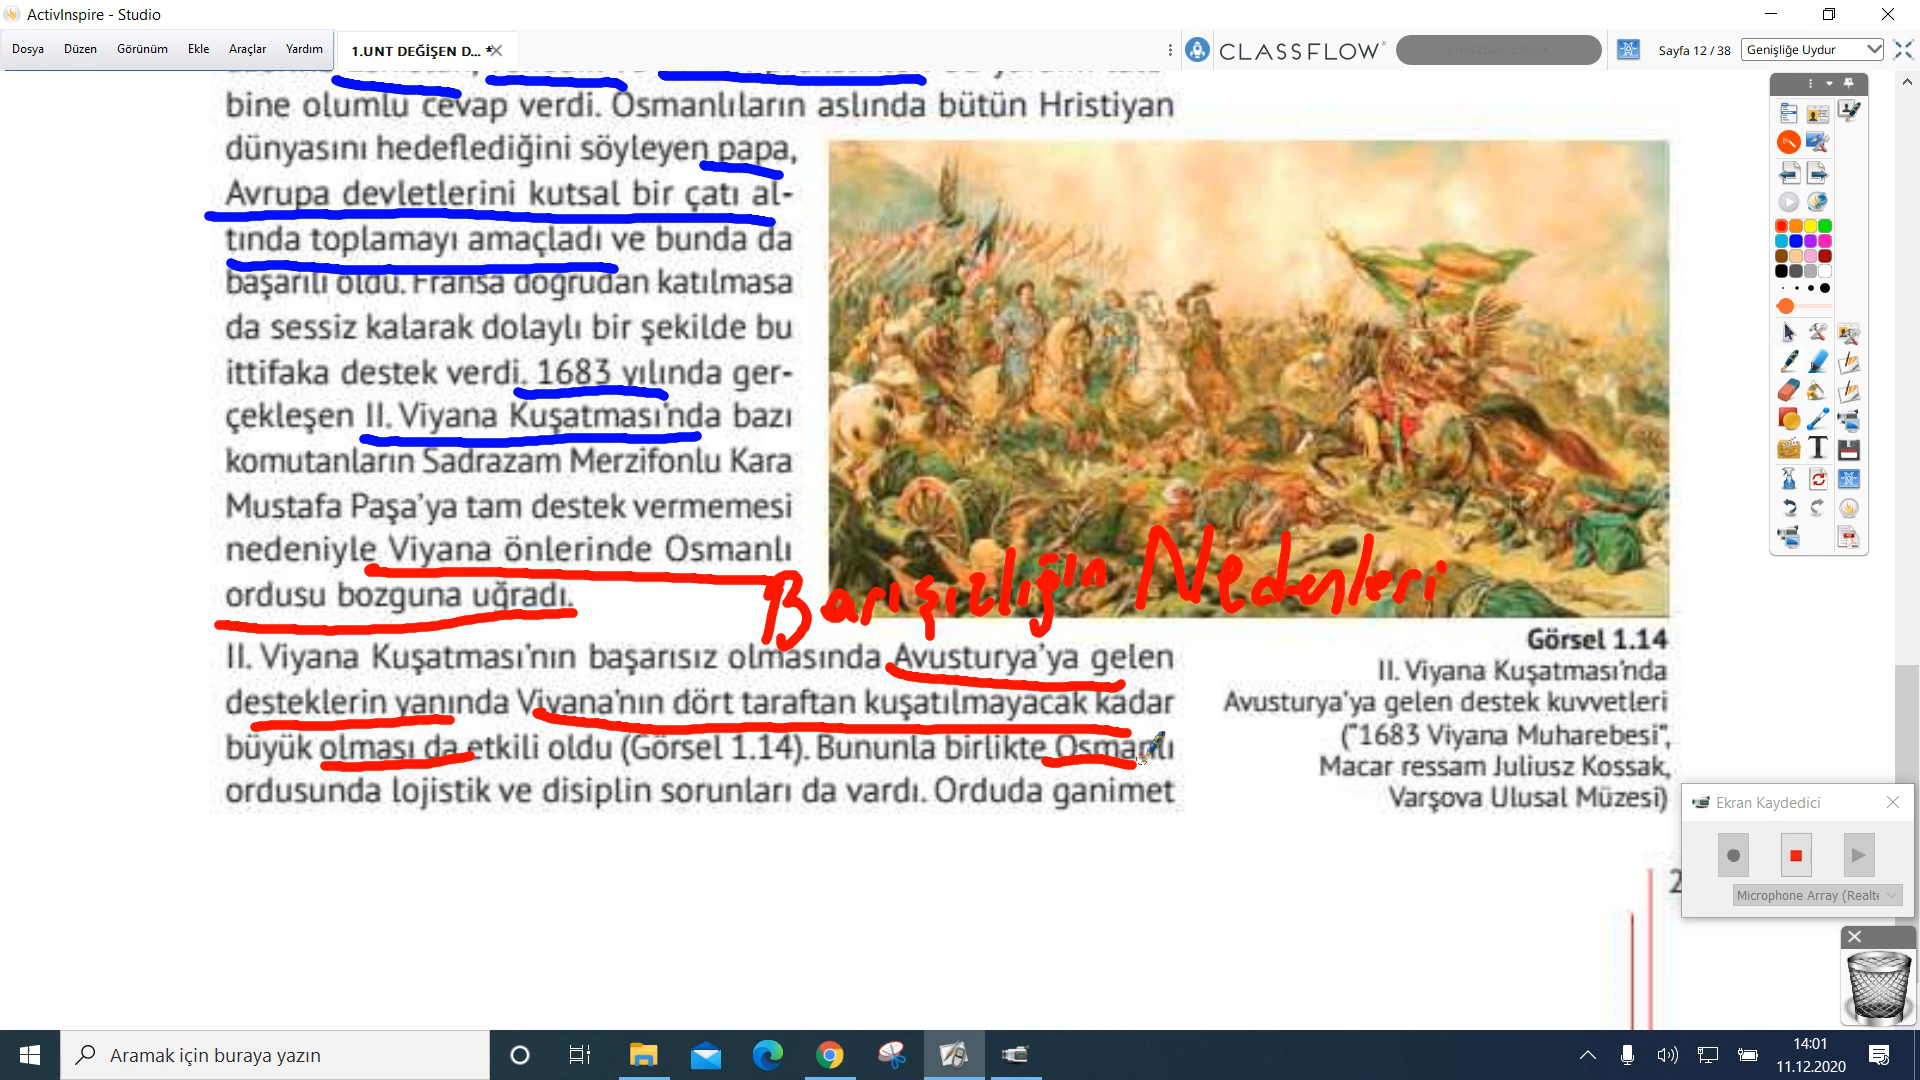 ActivInspire - Studio
Dosya Düzen Görünüm Ekle Araçlar Yardım 1.UNT DEĞİŞEN D... * CLASSFLOW Sayfa 12 / 38 Genişliğe Uydur
bine olumlu cevap verdi. Osmanlıların aslında bütün Hristiyan
dünyasını hedeflediğini söyleyen papa,
Avrupa devletlerini kutsal bir çatı al-
tında toplamayı amaçladı ve bunda da
başarılı oldu. Fransa doğrudan katılmasa
da sessiz kalarak dolaylı bir şekilde bu
ittifaka destek verdi. 1683 yılında ger-
çekleşen II. Viyana Kuşatması'nda bazı
komutanların Sadrazam Merzifonlu Kara
Mustafa Paşa'ya tam destek vermemesi
nedeniyle Viyana önlerinde Osmanlı
ordusu bozguna uğradı.
Barışızlığın Nedenleri
II. Viyana Kuşatması'nın başarısız olmasında Avusturya'ya gelen
desteklerin yanında Viyana'nın dört taraftan kuşatılmayacak kadar
büyük olması da etkili oldu (Görsel 1.14). Bununla birlikte Osmanlı
ordusunda lojistik ve disiplin sorunları da vardı. Orduda ganimet
Görsel 1.14
II. Viyana Kuşatması'nda
Avusturya'ya gelen destek kuvvetleri
("1683 Viyana Muharebesi",
Macar ressam Juliusz Kossak,
Varşova Ulusal Müzesi)
Ekran Kaydedici
Microphone Array (Realte
2
Aramak için buraya yazın
14:01
11.12.2020